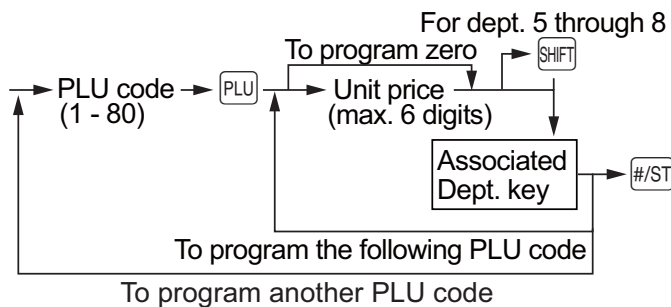 For dept. 5 through 8
To program zero
SHIFT
PLU code
(1 - 80)
PLU
Unit price
(max. 6 digits)
Associated
Dept. key
#/ST
To program the following PLU code
To program another PLU code